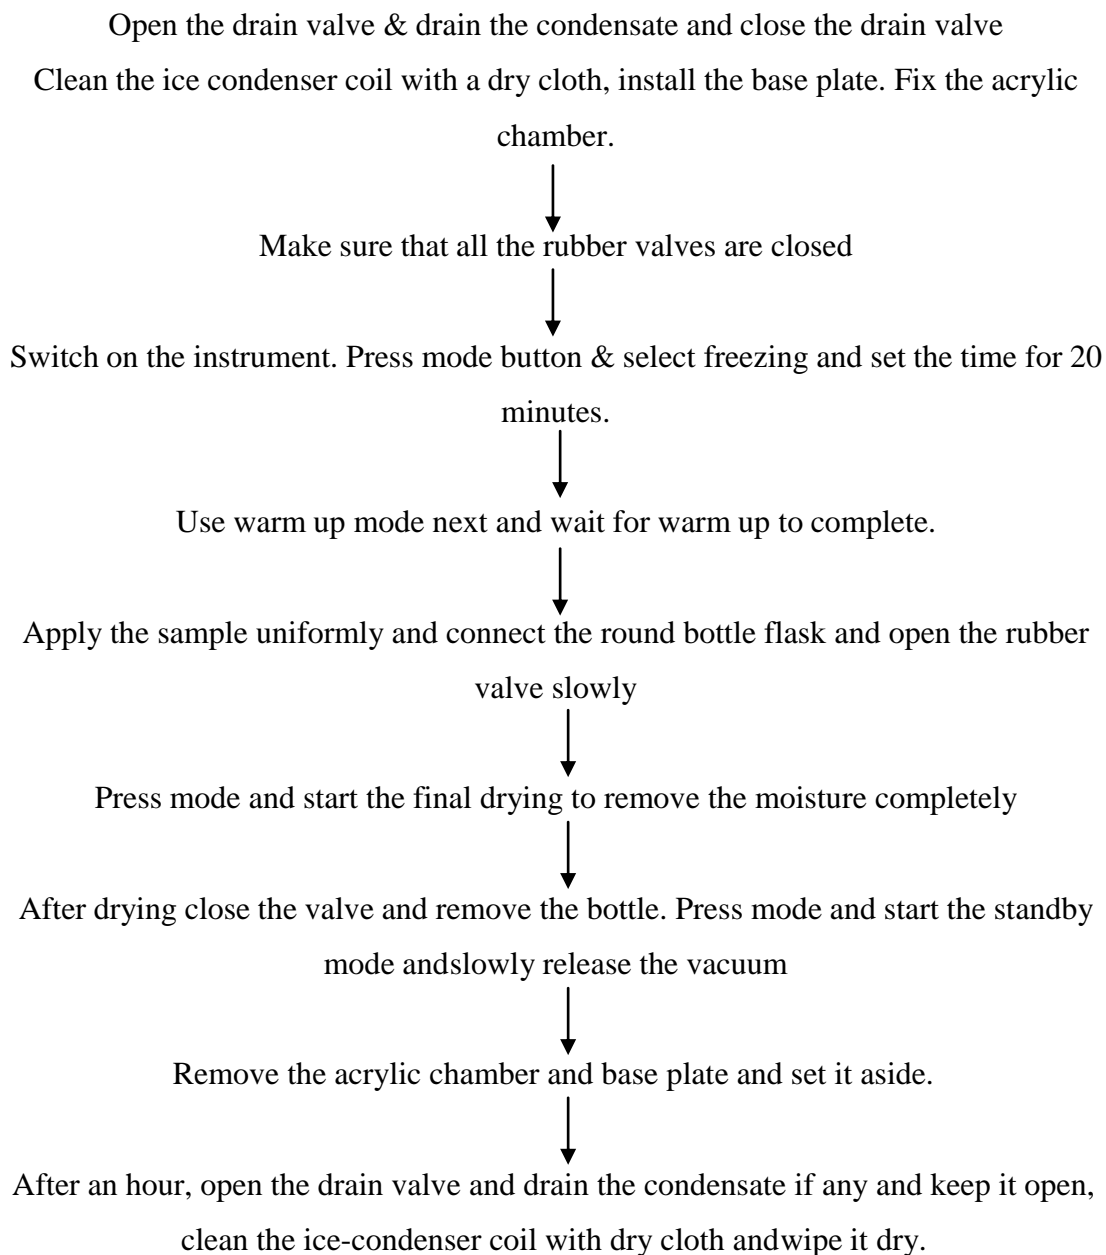 Open the drain valve & drain the condensate and close the drain valve
Clean the ice condenser coil with a dry cloth, install the base plate. Fix the acrylic
chamber.
Make sure that all the rubber valves are closed
Switch on the instrument. Press mode button & select freezing and set the time for 20
minutes.
Use warm up mode next and wait for warm up to complete.
Apply the sample uniformly and connect the round bottle flask and open the rubber
valve slowly
Press mode and start the final drying to remove the moisture completely
After drying close the valve and remove the bottle. Press mode and start the standby
mode andslowly release the vacuum
Remove the acrylic chamber and base plate and set it aside.
After an hour, open the drain valve and drain the condensate if any and keep it open,
clean the ice-condenser coil with dry cloth andwipe it dry.